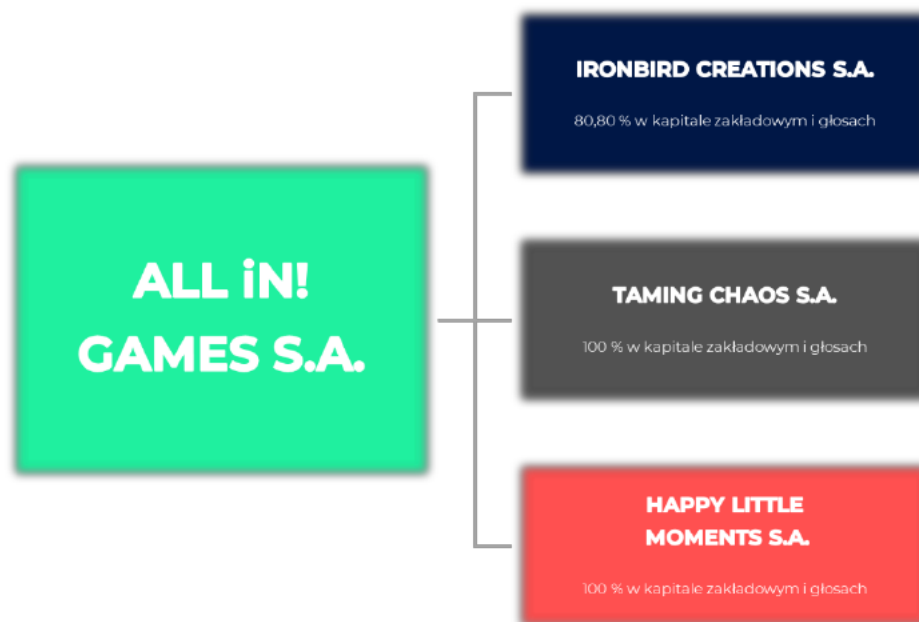 ALL iN!
GAMES S.A.
IRONBIRD CREATIONS S.A.
80,80 % w kapitale zakładowym i głosach
TAMING CHAOS S.A.
100 % w kapitale zakładowym i głosach
HAPPY LITTLE
MOMENTS S.A.
100 % w kapitale zakładowym i głosach